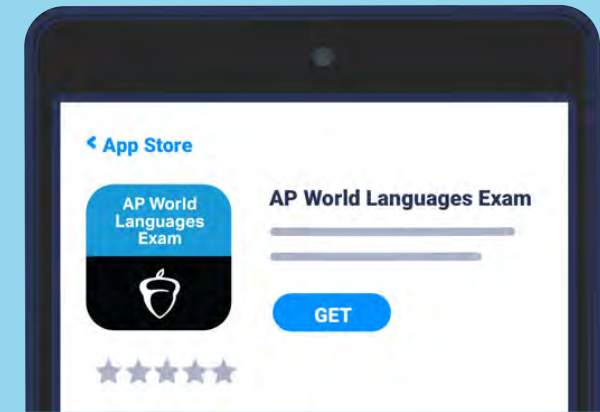 App Store
AP World
Languages
Exam
AP World Languages Exam
GET